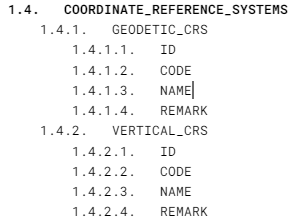 1.4. COORDINATE_REFERENCE_SYSTEMS
1.4.1. GEODETIC_CRS
1.4.1.1. ID
1.4.1.2. CODE
1.4.1.3. NAME
1.4.1.4. REMARK
1.4.2. VERTICAL_CRS
1.4.2.1. ID
1.4.2.2. CODE
1.4.2.3. NAME
1.4.2.4. REMARK